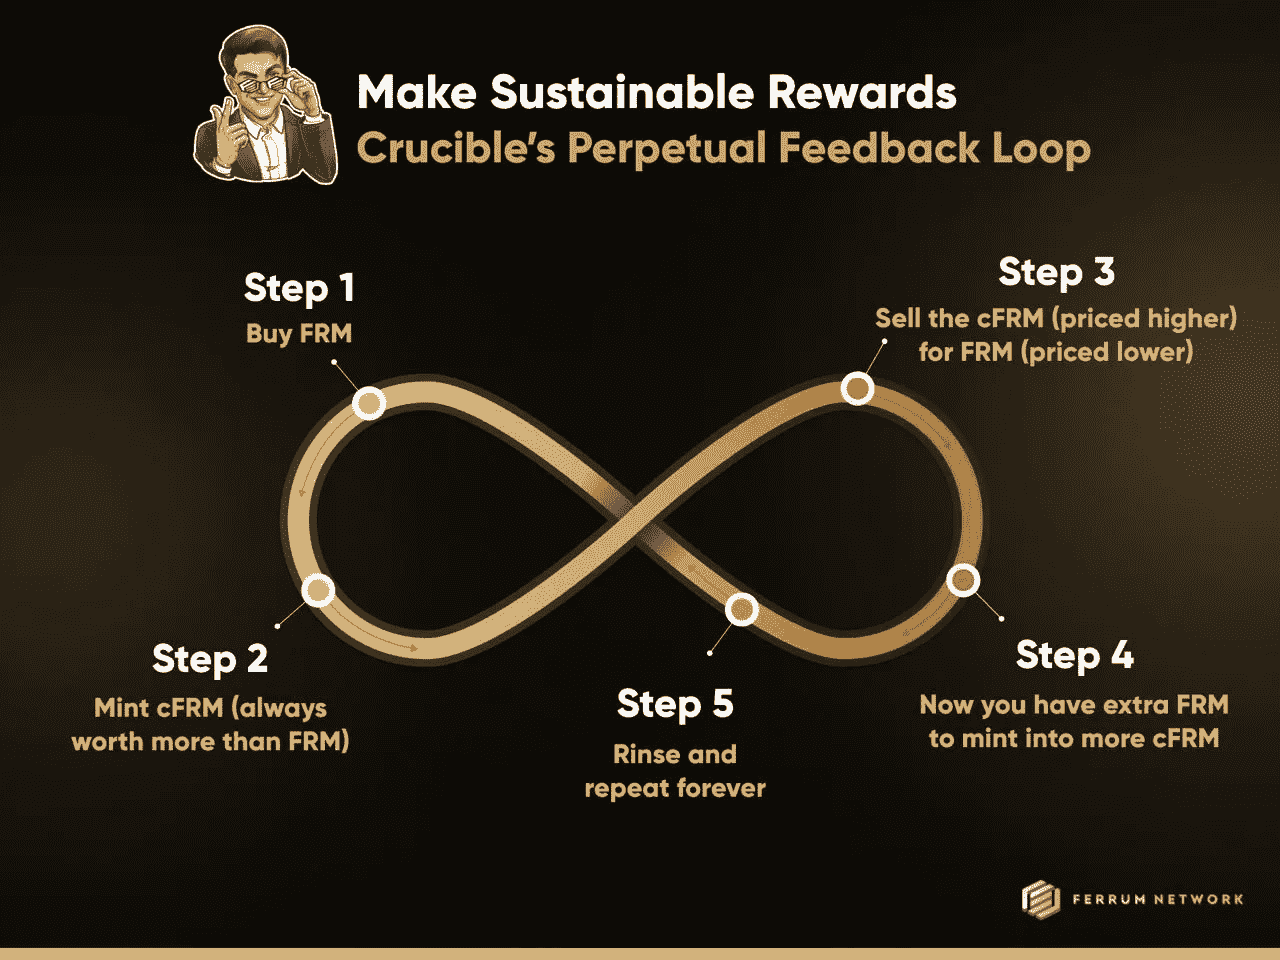 Make Sustainable Rewards
Crucible's Perpetual Feedback Loop
Step 1
Buy FRM
Step 2
Mint cFRM (always
worth more than FRM)
Step 3
Sell the cFRM (priced higher)
for FRM (priced lower)
Step 4
Now you have extra FRM
to mint into more cFRM
Step 5
Rinse and
repeat forever
FERRUM NETWORK